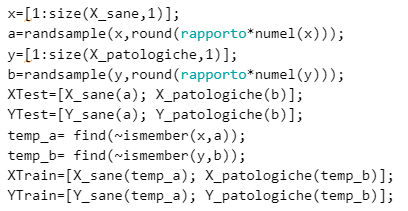 x=[1:size(X_sane,1)];
a=randsample(x,round(rapporto*numel(x)));
y=[1:size(X_patologiche,1)];
b=randsample(y,round(rapporto*numel(y)));
XTest=[X_sane(a); X_patologiche(b)];
YTest=[Y_sane(a); Y_patologiche(b)];
temp_a= find(~ismember(x,a));
temp_b= find(~ismember(y,b));
XTrain=[X_sane(temp_a); X_patologiche(temp_b)];
YTrain=[Y_sane(temp_a); Y_patologiche(temp_b)];